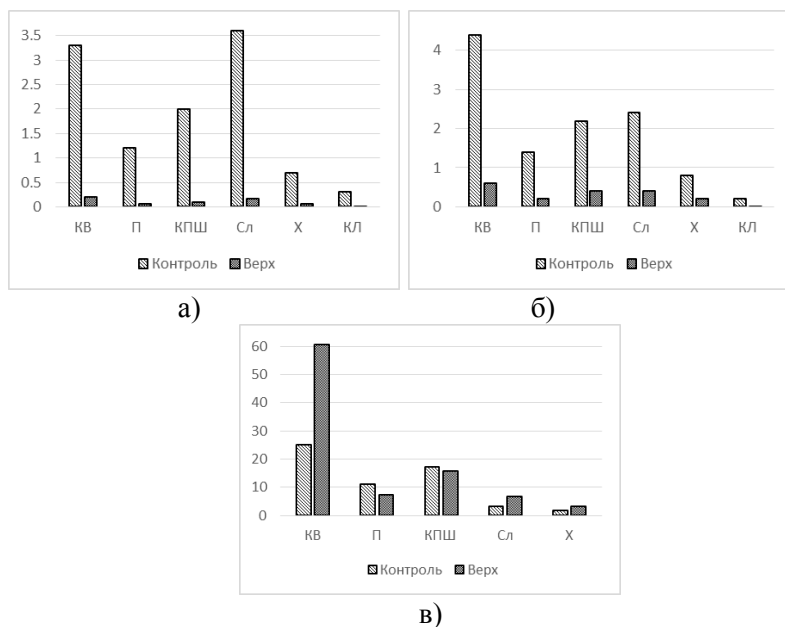 3.5
3
2.5
2
1.5
1
0.5
0
КВ П КПШ Сл Х КЛ
Контроль Верх
а)
4
3
2
1
0
КВ П КПШ Сл Х КЛ
Контроль Верх
б)
60
50
40
30
20
10
0
КВ П КПШ Сл Х
Контроль Верх
в)